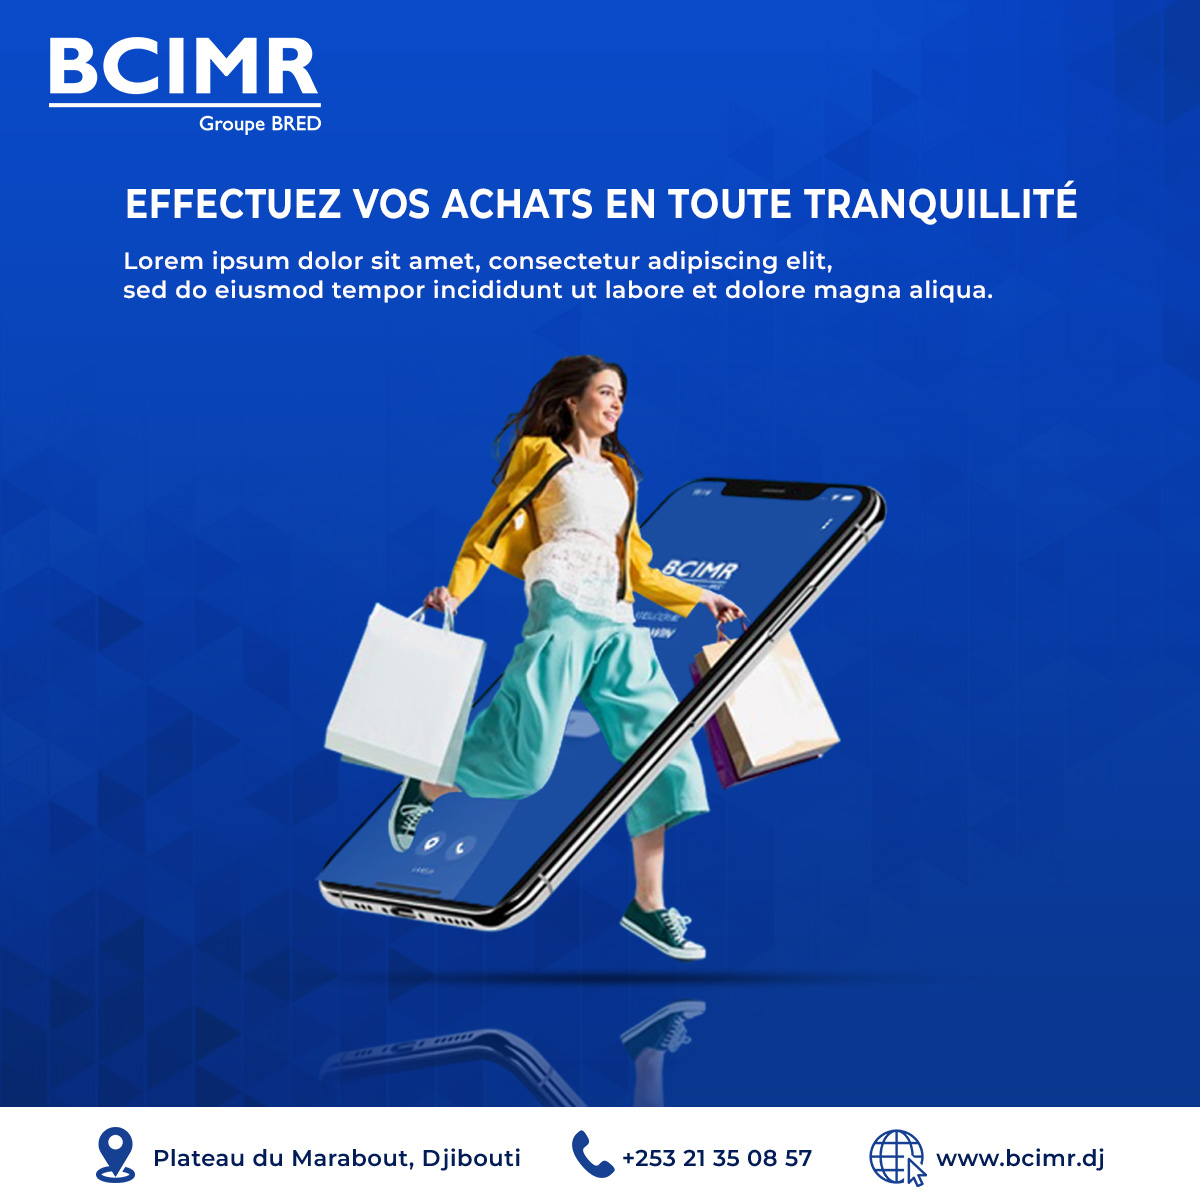 BCIMR
Groupe BRED
EFFECTUEZ VOS ACHATS EN TOUTE TRANQUILLITÉ
Lorem ipsum dolor sit amet, consectetur adipiscing elit,
sed do eiusmod tempor incididunt ut labore et dolore magna aliqua.
BCIMR
Plateau du Marabout, Djibouti
+253 21 35 08 57
www.bcimr.dj